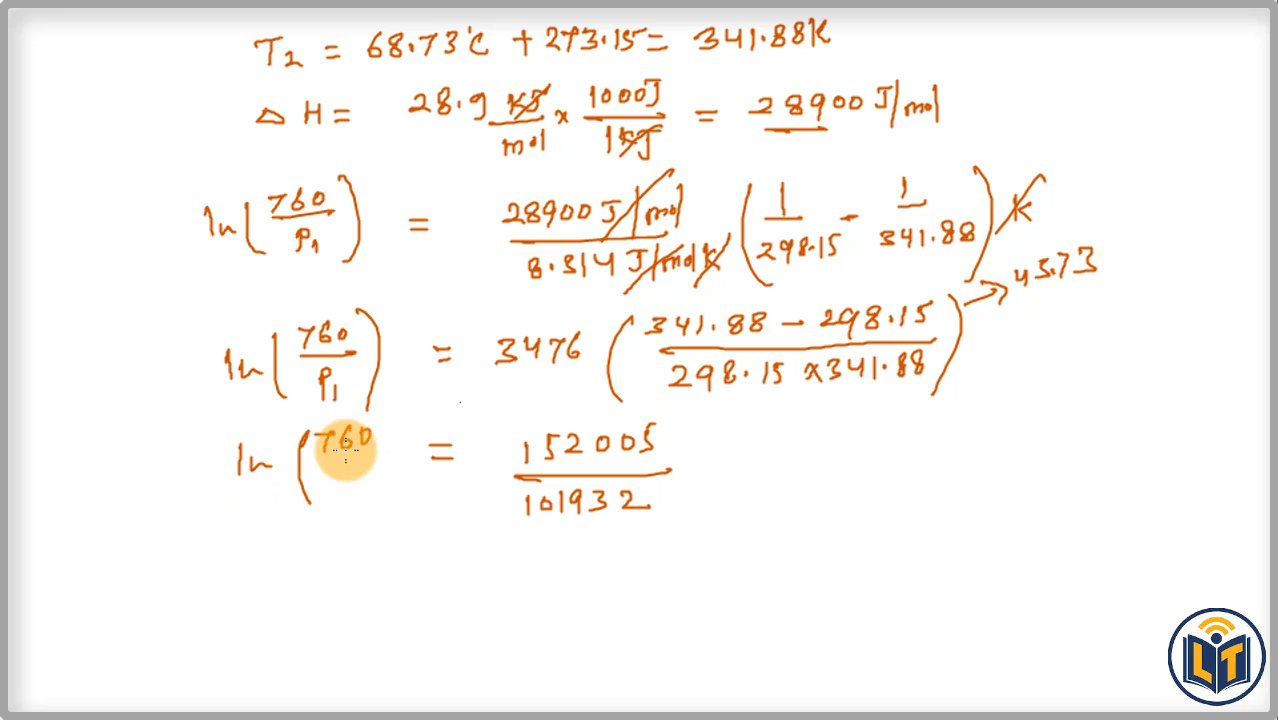 T2 = 68.73°C + 273.15 = 341.88K
ΔH = 28.9 KJ/mol × 1000J/1KJ = 28900 J/mol
ln(760/P1) = 28900 J/mol / 8.314 J/mol K (1/298.15 - 1/341.88) K
ln(760/P1) = 3476 (341.88 - 298.15 / 298.15 × 341.88) → 43.73
ln(760 = 152005/101932
LT